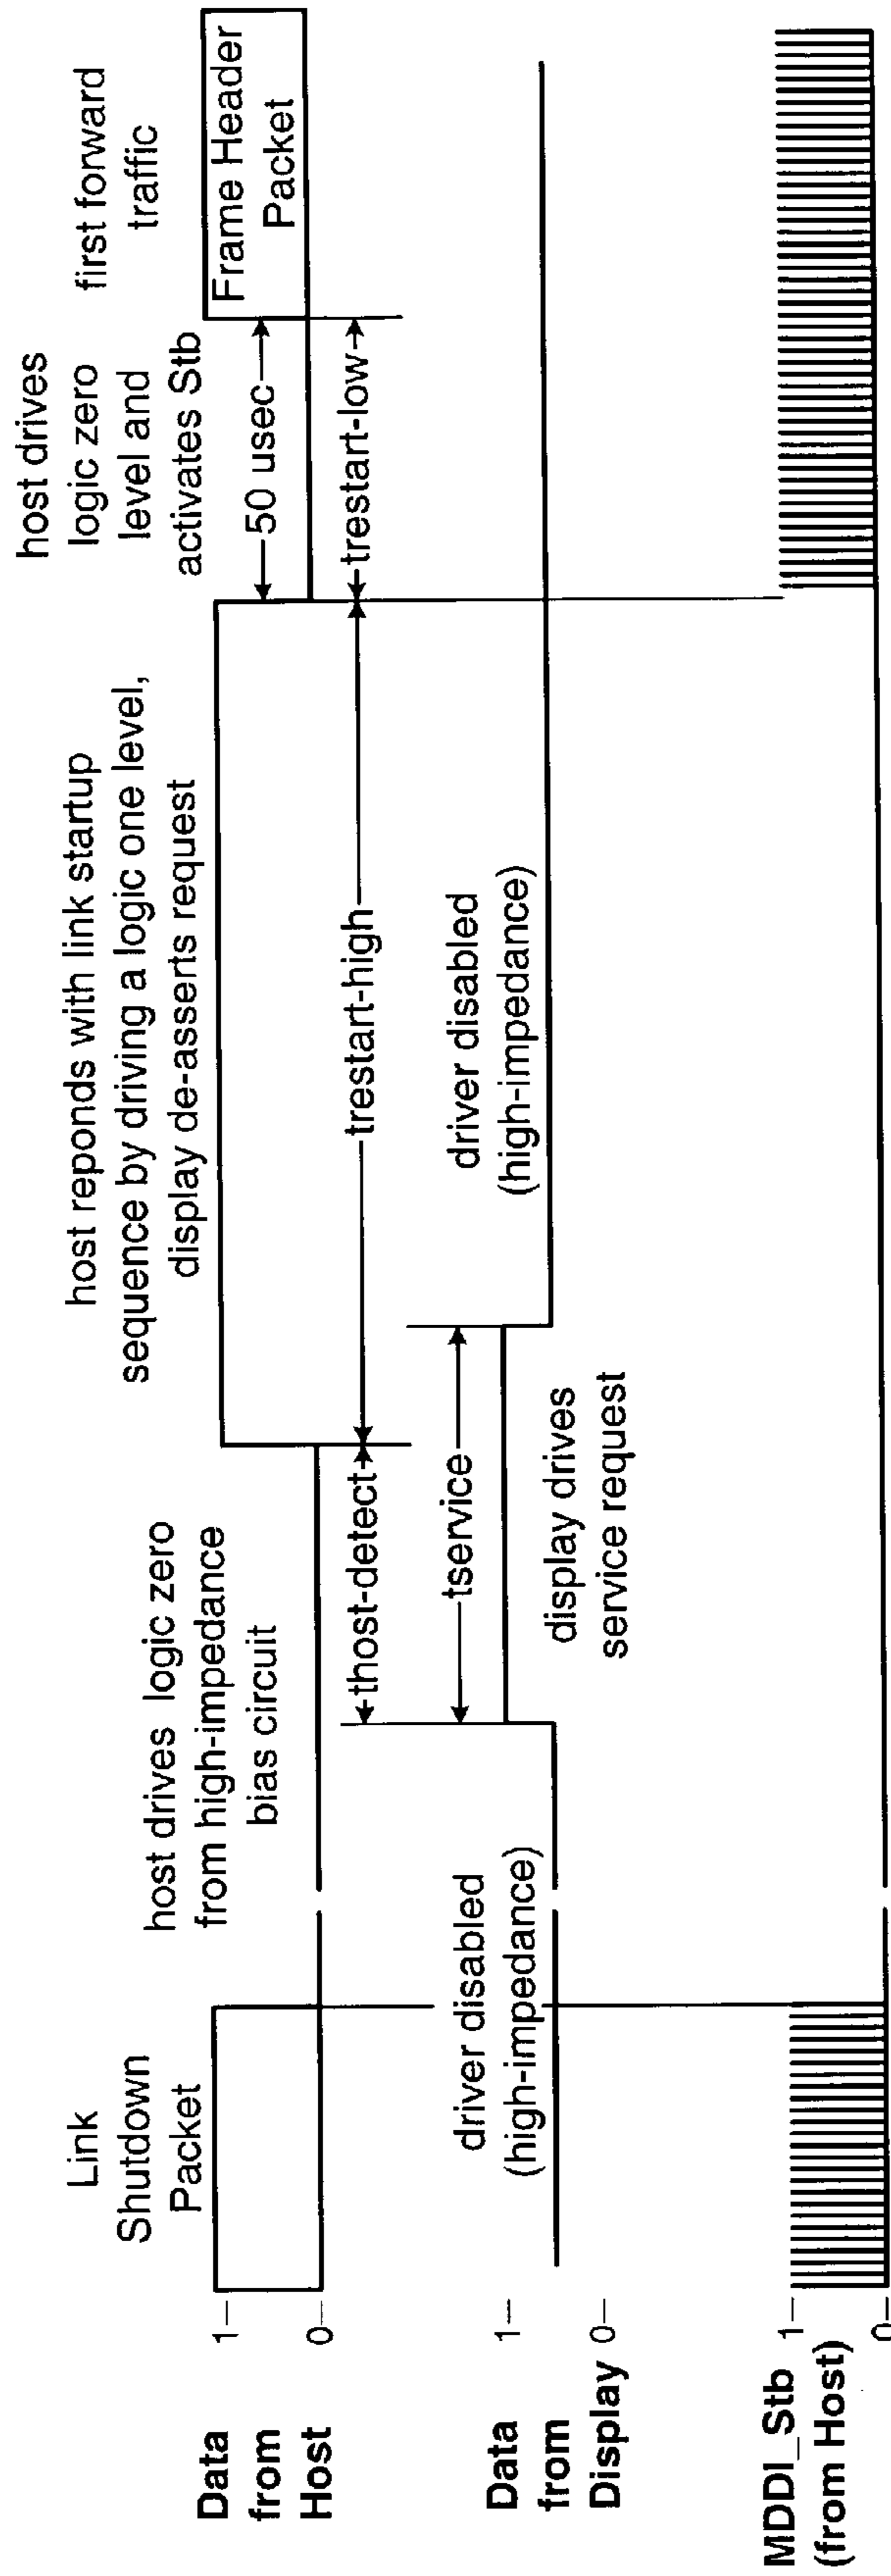 Link
Shutdown
Packet
host drives logic zero
from high-impedance
bias circuit
host reponds with link startup
sequence by driving a logic one level,
display de-asserts request
host drives
logic zero
level and
activates Stb
first forward
traffic
Data
from
Host
1
0
thost-detect
trestart-high
50 usec
trestart-low
Frame Header
Packet
Data
from
Display
1
0
driver disabled
(high-impedance)
tservice
display drives
service request
driver disabled
(high-impedance)
MDDI_Stb
(from Host)
1
0